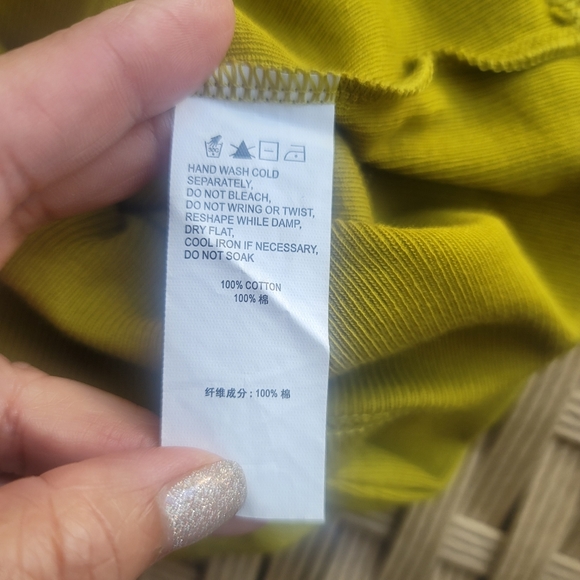 HAND WASH COLD
SEPARATELY,
DO NOT BLEACH,
DO NOT WRING OR TWIST,
RESHAPE WHILE DAMP,
DRY FLAT,
COOL IRON IF NECESSARY,
DO NOT SOAK
100% COTTON
100% 棉
纤维成分 : 100% 棉